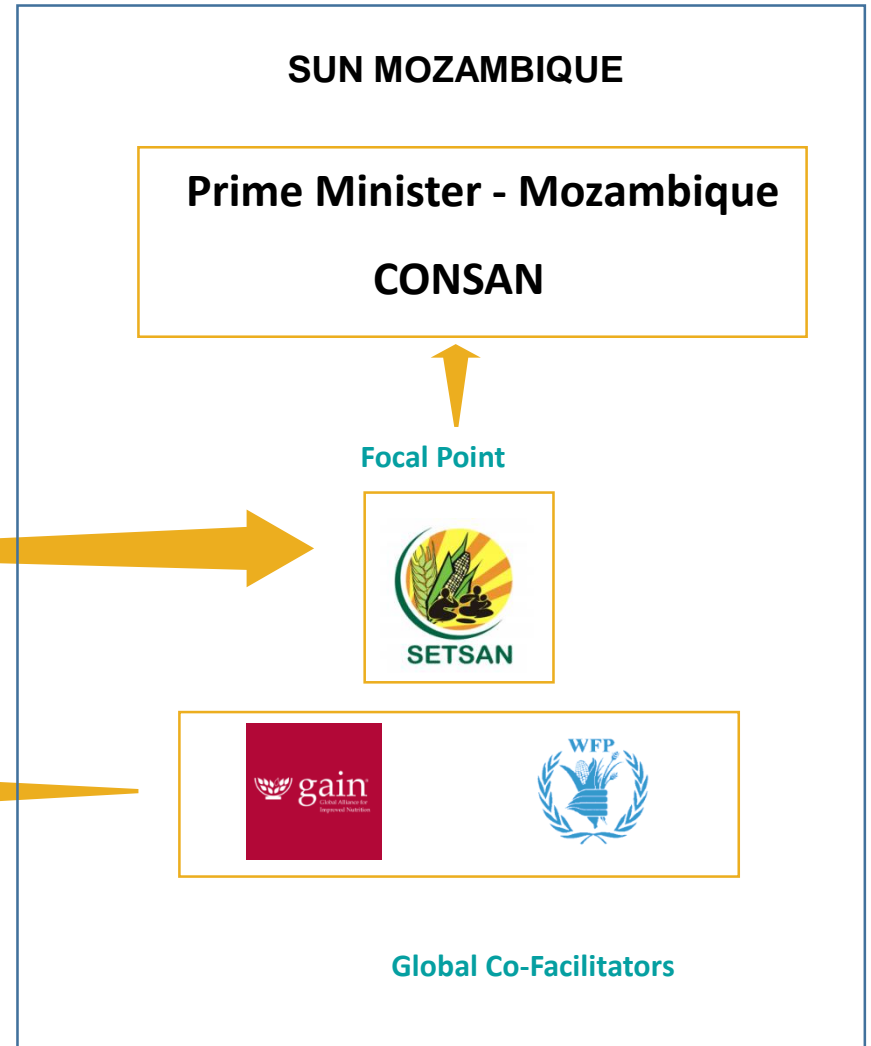 SUN MOZAMBIQUE
Prime Minister - Mozambique
CONSAN
Focal Point
SETSAN
gain
Global Alliance for
Improved Nutrition
WFP
Global Co-Facilitators